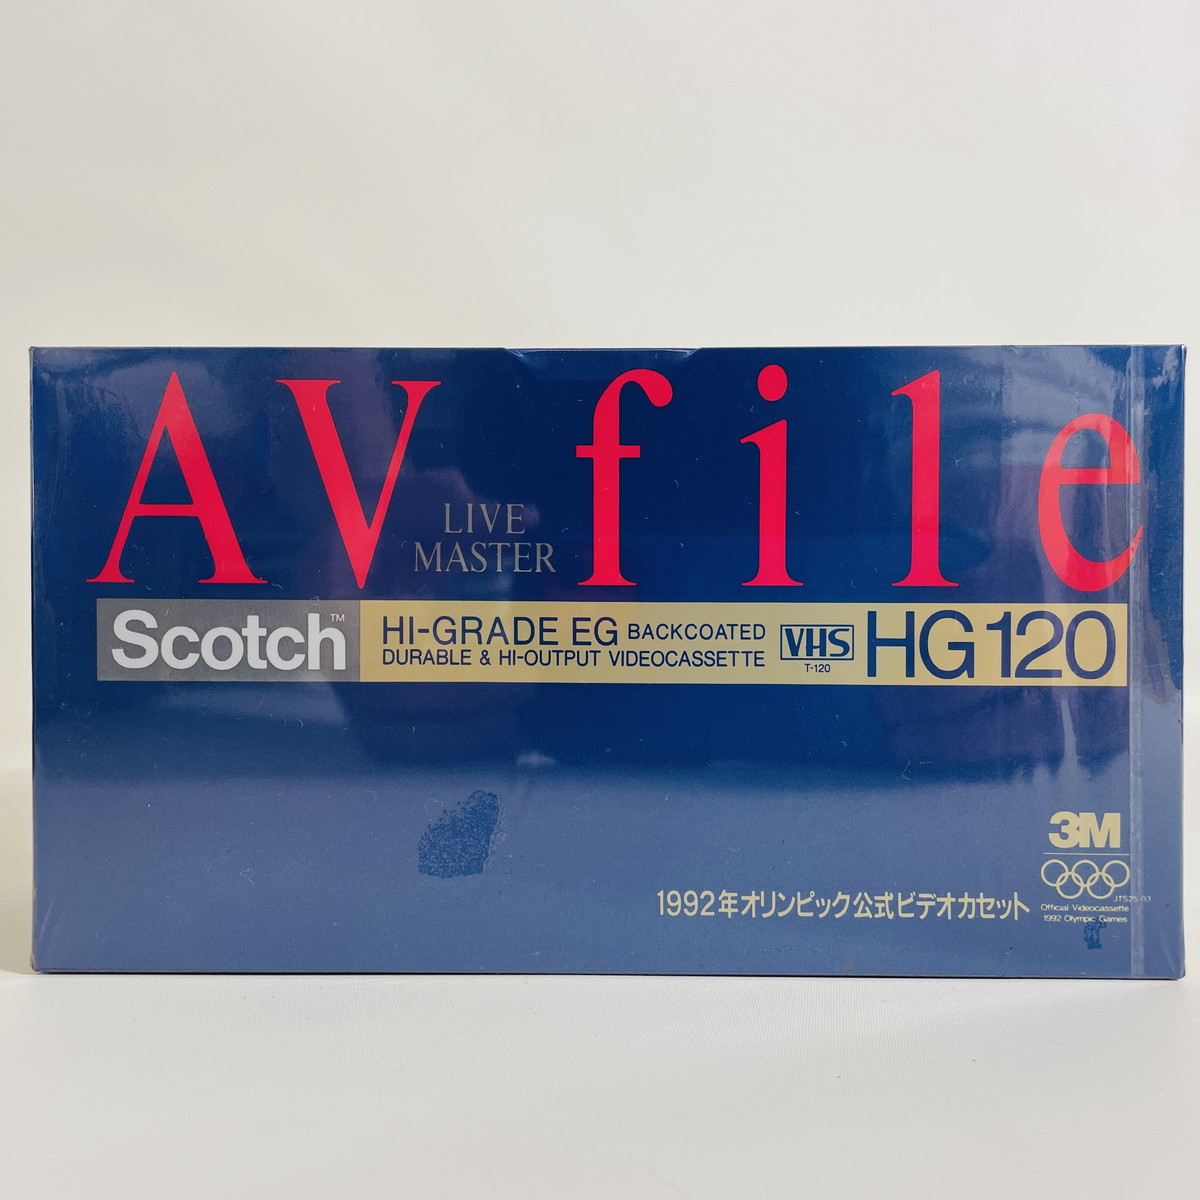 AV file
LIVE
MASTER
Scotch™
HI-GRADE EG BACKCOATED
DURABLE & HI-OUTPUT VIDEOCASSETTE
VHS
T-120
HG120
3M
1992年オリンピック公式ビデオカセット
JTS25-03
Official Videocassette
1992 Olympic Games